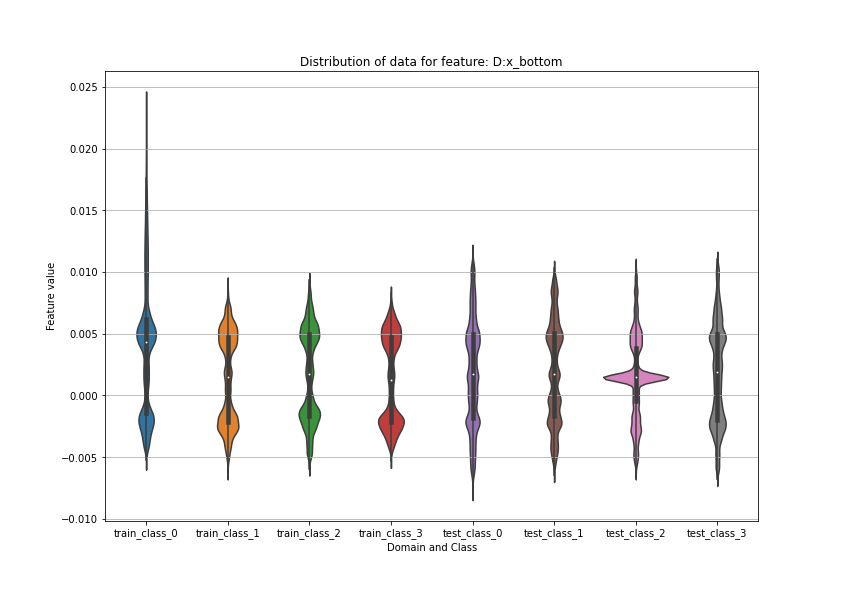 Distribution of data for feature: D:x_bottom
Feature value
0.025
0.020
0.015
0.010
0.005
0.000
−0.005
−0.010
train_class_0 train_class_1 train_class_2 train_class_3 test_class_0 test_class_1 test_class_2 test_class_3
Domain and Class